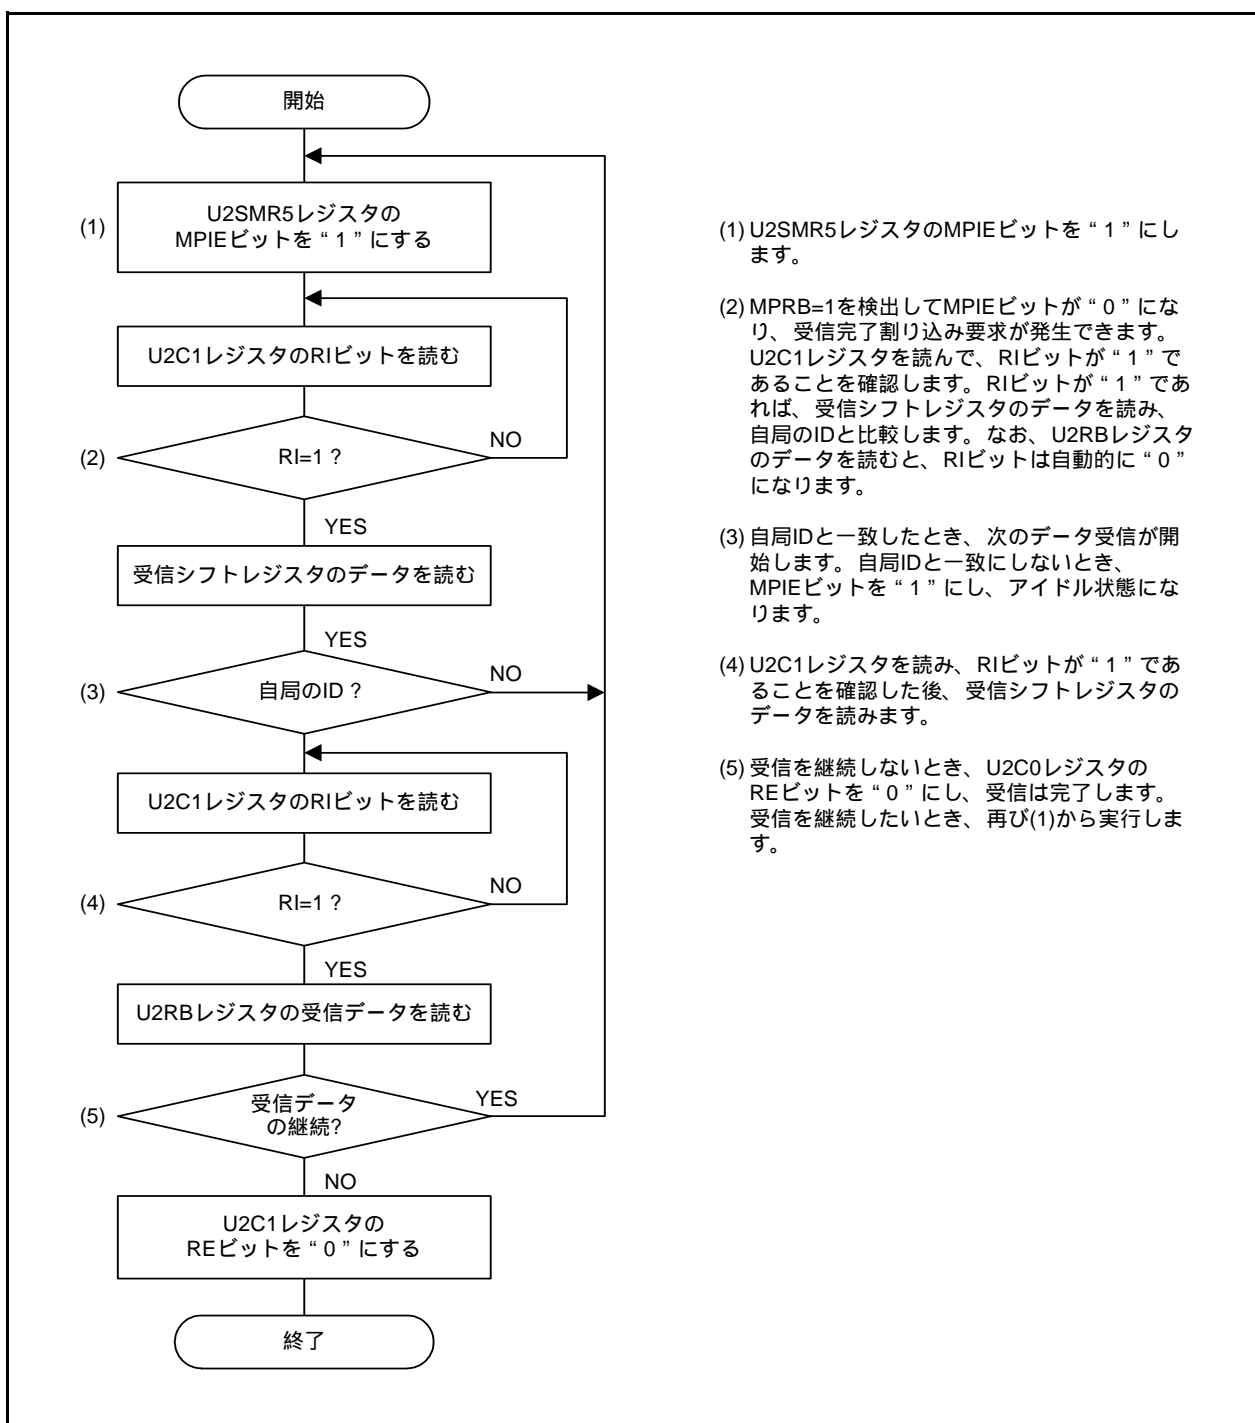 開始
(1)
U2SMR5レジスタの
MPIEビットを“1”にする
U2C1レジスタのRIビットを読む
(2)
RI=1 ?
NO
YES
受信シフトレジスタのデータを読む
YES
(3)
自局のID ?
NO
U2C1レジスタのRIビットを読む
(4)
RI=1 ?
NO
YES
U2RBレジスタの受信データを読む
(5)
受信データ
の継続?
YES
NO
U2C1レジスタの
REビットを“0”にする
終了
(1) U2SMR5レジスタのMPIEビットを“1”にし
ます。
(2) MPRB=1を検出してMPIEビットが“0”にな
り、受信完了割り込み要求が発生できます。
U2C1レジスタを読んで、RIビットが“1”で
あることを確認します。RIビットが“1”であ
れば、受信シフトレジスタのデータを読み、
自局のIDと比較します。なお、U2RBレジスタ
のデータを読むと、RIビットは自動的に“0”
になります。
(3) 自局IDと一致したとき、次のデータ受信が開
始します。自局IDと一致にしないとき、
MPIEビットを“1”にし、アイドル状態にな
ります。
(4) U2C1レジスタを読み、RIビットが“1”であ
ることを確認した後、受信シフトレジスタの
データを読みます。
(5) 受信を継続しないとき、U2C0レジスタの
REビットを“0”にし、受信は完了します。
受信を継続したいとき、再び(1)から実行しま
す。